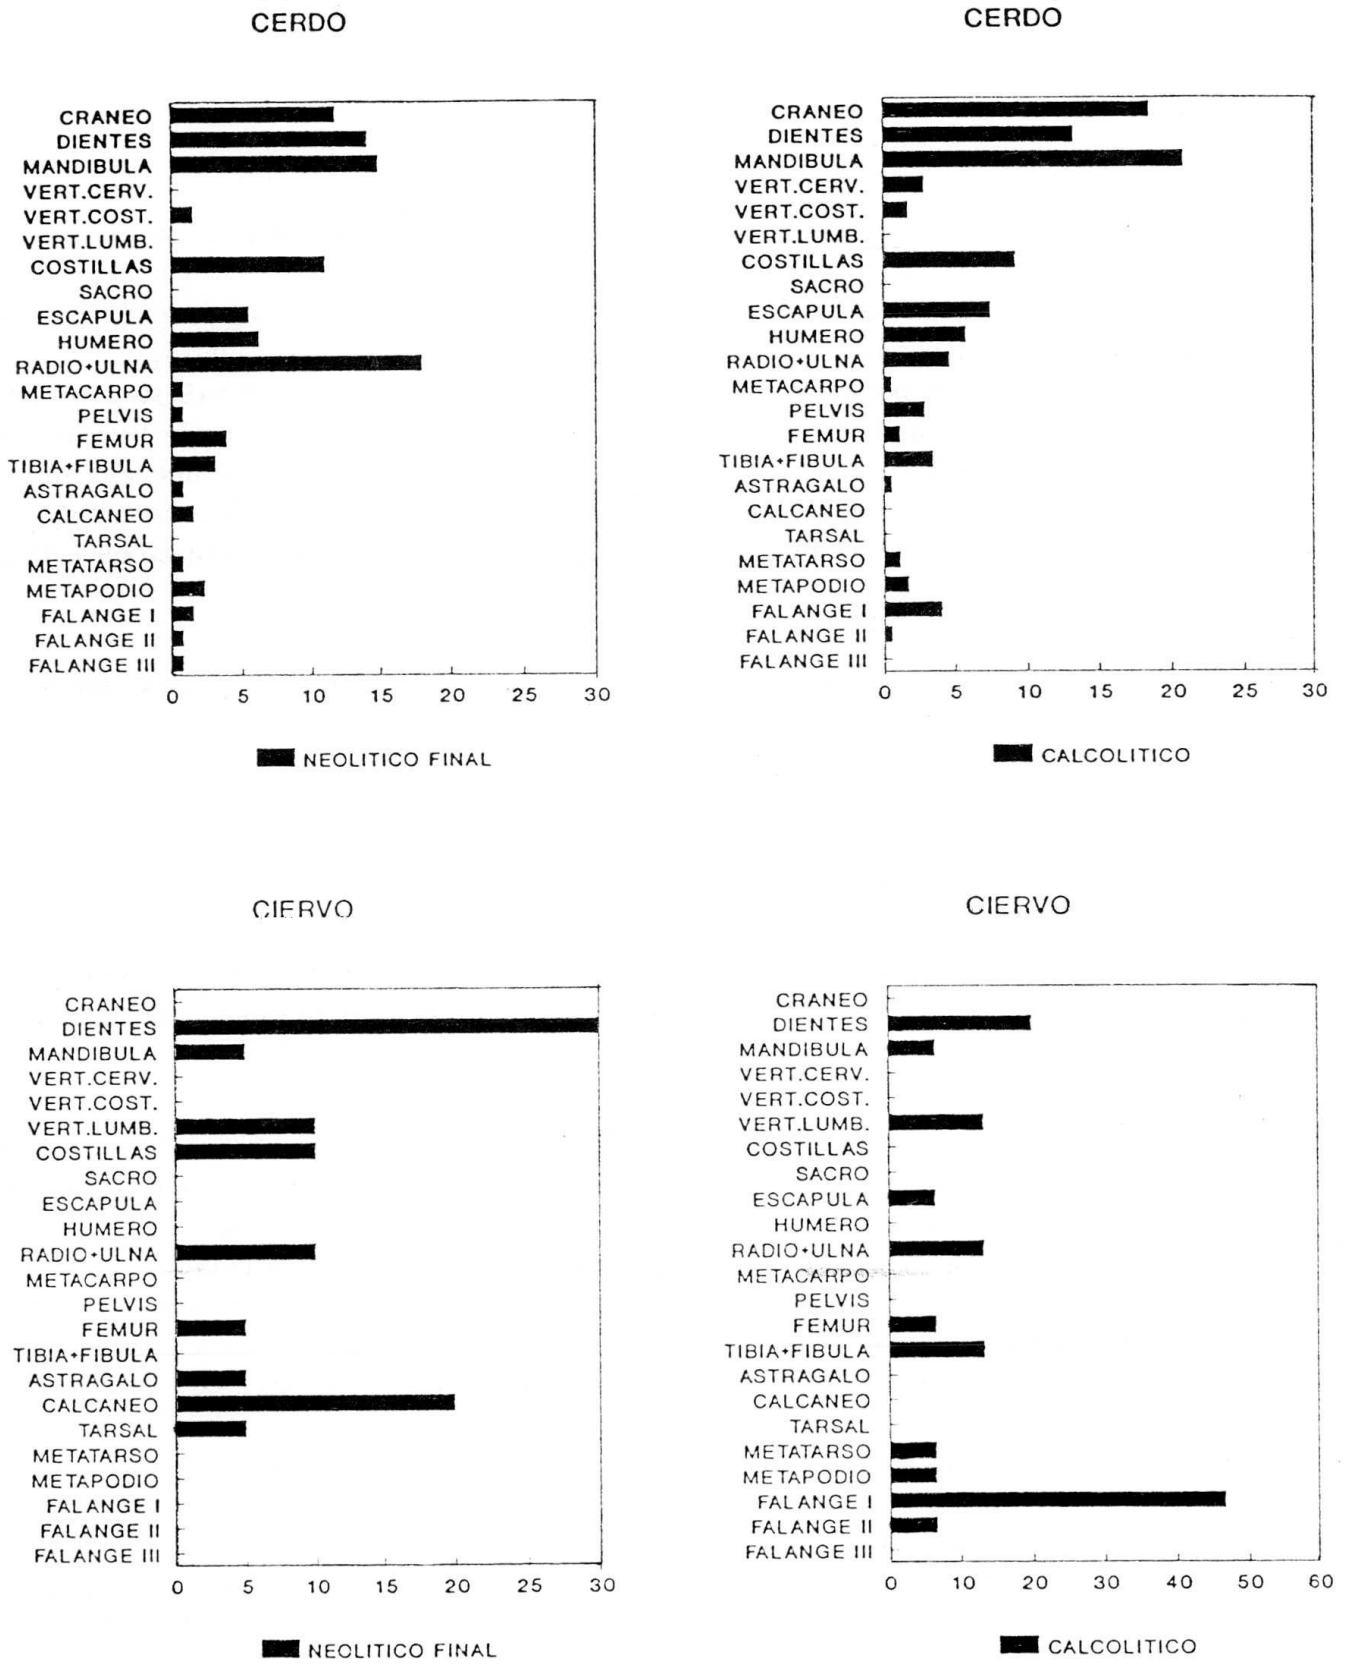 CERDO
CRANEO
DIENTES
MANDIBULA
VERT.CERV.
VERT.COST.
VERT.LUMB.
COSTILLAS
SACRO
ESCAPULA
HUMERO
RADIO+ULNA
METACARPO
PELVIS
FEMUR
TIBIA+FIBULA
ASTRAGALO
CALCANEO
TARSAL
METATARSO
METAPODIO
FALANGE I
FALANGE II
FALANGE III
0 5 10 15 20 25 30
NEOLITICO FINAL
CERDO
CRANEO
DIENTES
MANDIBULA
VERT.CERV.
VERT.COST.
VERT.LUMB.
COSTILLAS
SACRO
ESCAPULA
HUMERO
RADIO+ULNA
METACARPO
PELVIS
FEMUR
TIBIA+FIBULA
ASTRAGALO
CALCANEO
TARSAL
METATARSO
METAPODIO
FALANGE I
FALANGE II
FALANGE III
0 5 10 15 20 25 30
CALCOLITICO
CIERVO
CRANEO
DIENTES
MANDIBULA
VERT.CERV.
VERT.COST.
VERT.LUMB.
COSTILLAS
SACRO
ESCAPULA
HUMERO
RADIO+ULNA
METACARPO
PELVIS
FEMUR
TIBIA+FIBULA
ASTRAGALO
CALCANEO
TARSAL
METATARSO
METAPODIO
FALANGE I
FALANGE II
FALANGE III
0 5 10 15 20 25 30
NEOLITICO FINAL
CIERVO
CRANEO
DIENTES
MANDIBULA
VERT.CERV.
VERT.COST.
VERT.LUMB.
COSTILLAS
SACRO
ESCAPULA
HUMERO
RADIO+ULNA
METACARPO
PELVIS
FEMUR
TIBIA+FIBULA
ASTRAGALO
CALCANEO
TARSAL
METATARSO
METAPODIO
FALANGE I
FALANGE II
FALANGE III
0 10 20 30 40 50 60
CALCOLITICO